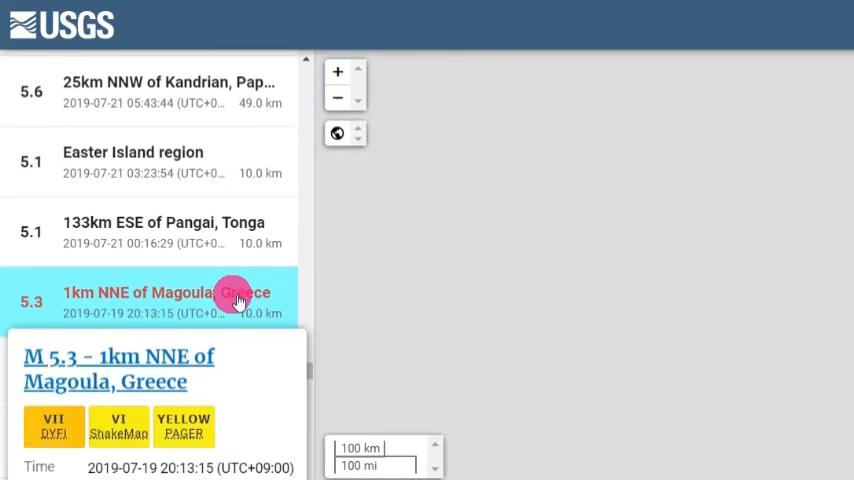 USGS
5.6
25km NNW of Kandrian, Pap...
2019-07-21 05:43:44 (UTC+0... 49.0 km
5.1
Easter Island region
2019-07-21 03:23:54 (UTC+0... 10.0 km
5.1
133km ESE of Pangai, Tonga
2019-07-21 00:16:29 (UTC+0... 10.0 km
5.3
1km NNE of Magoula, Greece
2019-07-19 20:13:15 (UTC+0... 10.0 km
M 5.3 - 1km NNE of
Magoula, Greece
VII VI YELLOW
DYFI ShakeMap PAGER
Time 2019-07-19 20:13:15 (UTC+09:00)
+
−
100 km
100 mi